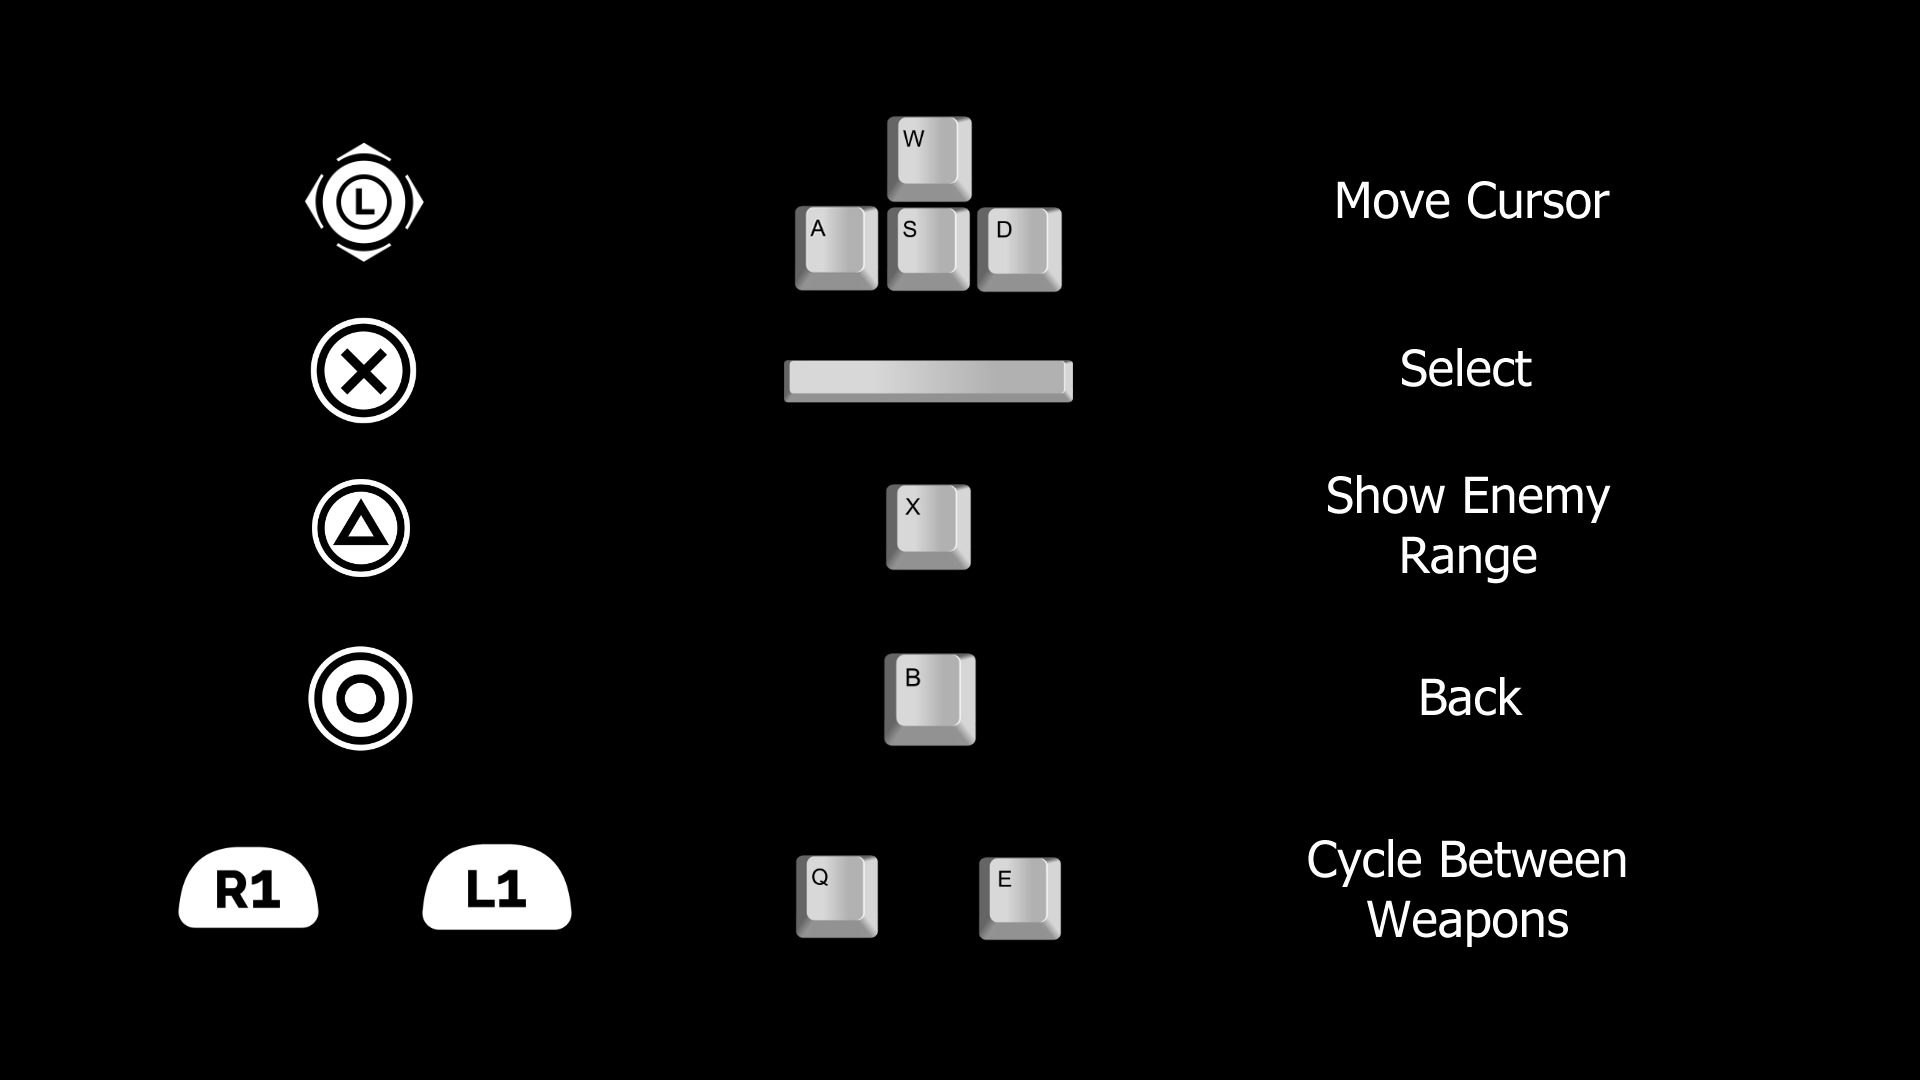 L
W
A S D
Move Cursor
Select
X
Show Enemy
Range
B
Back
R1 L1
Q E
Cycle Between
Weapons